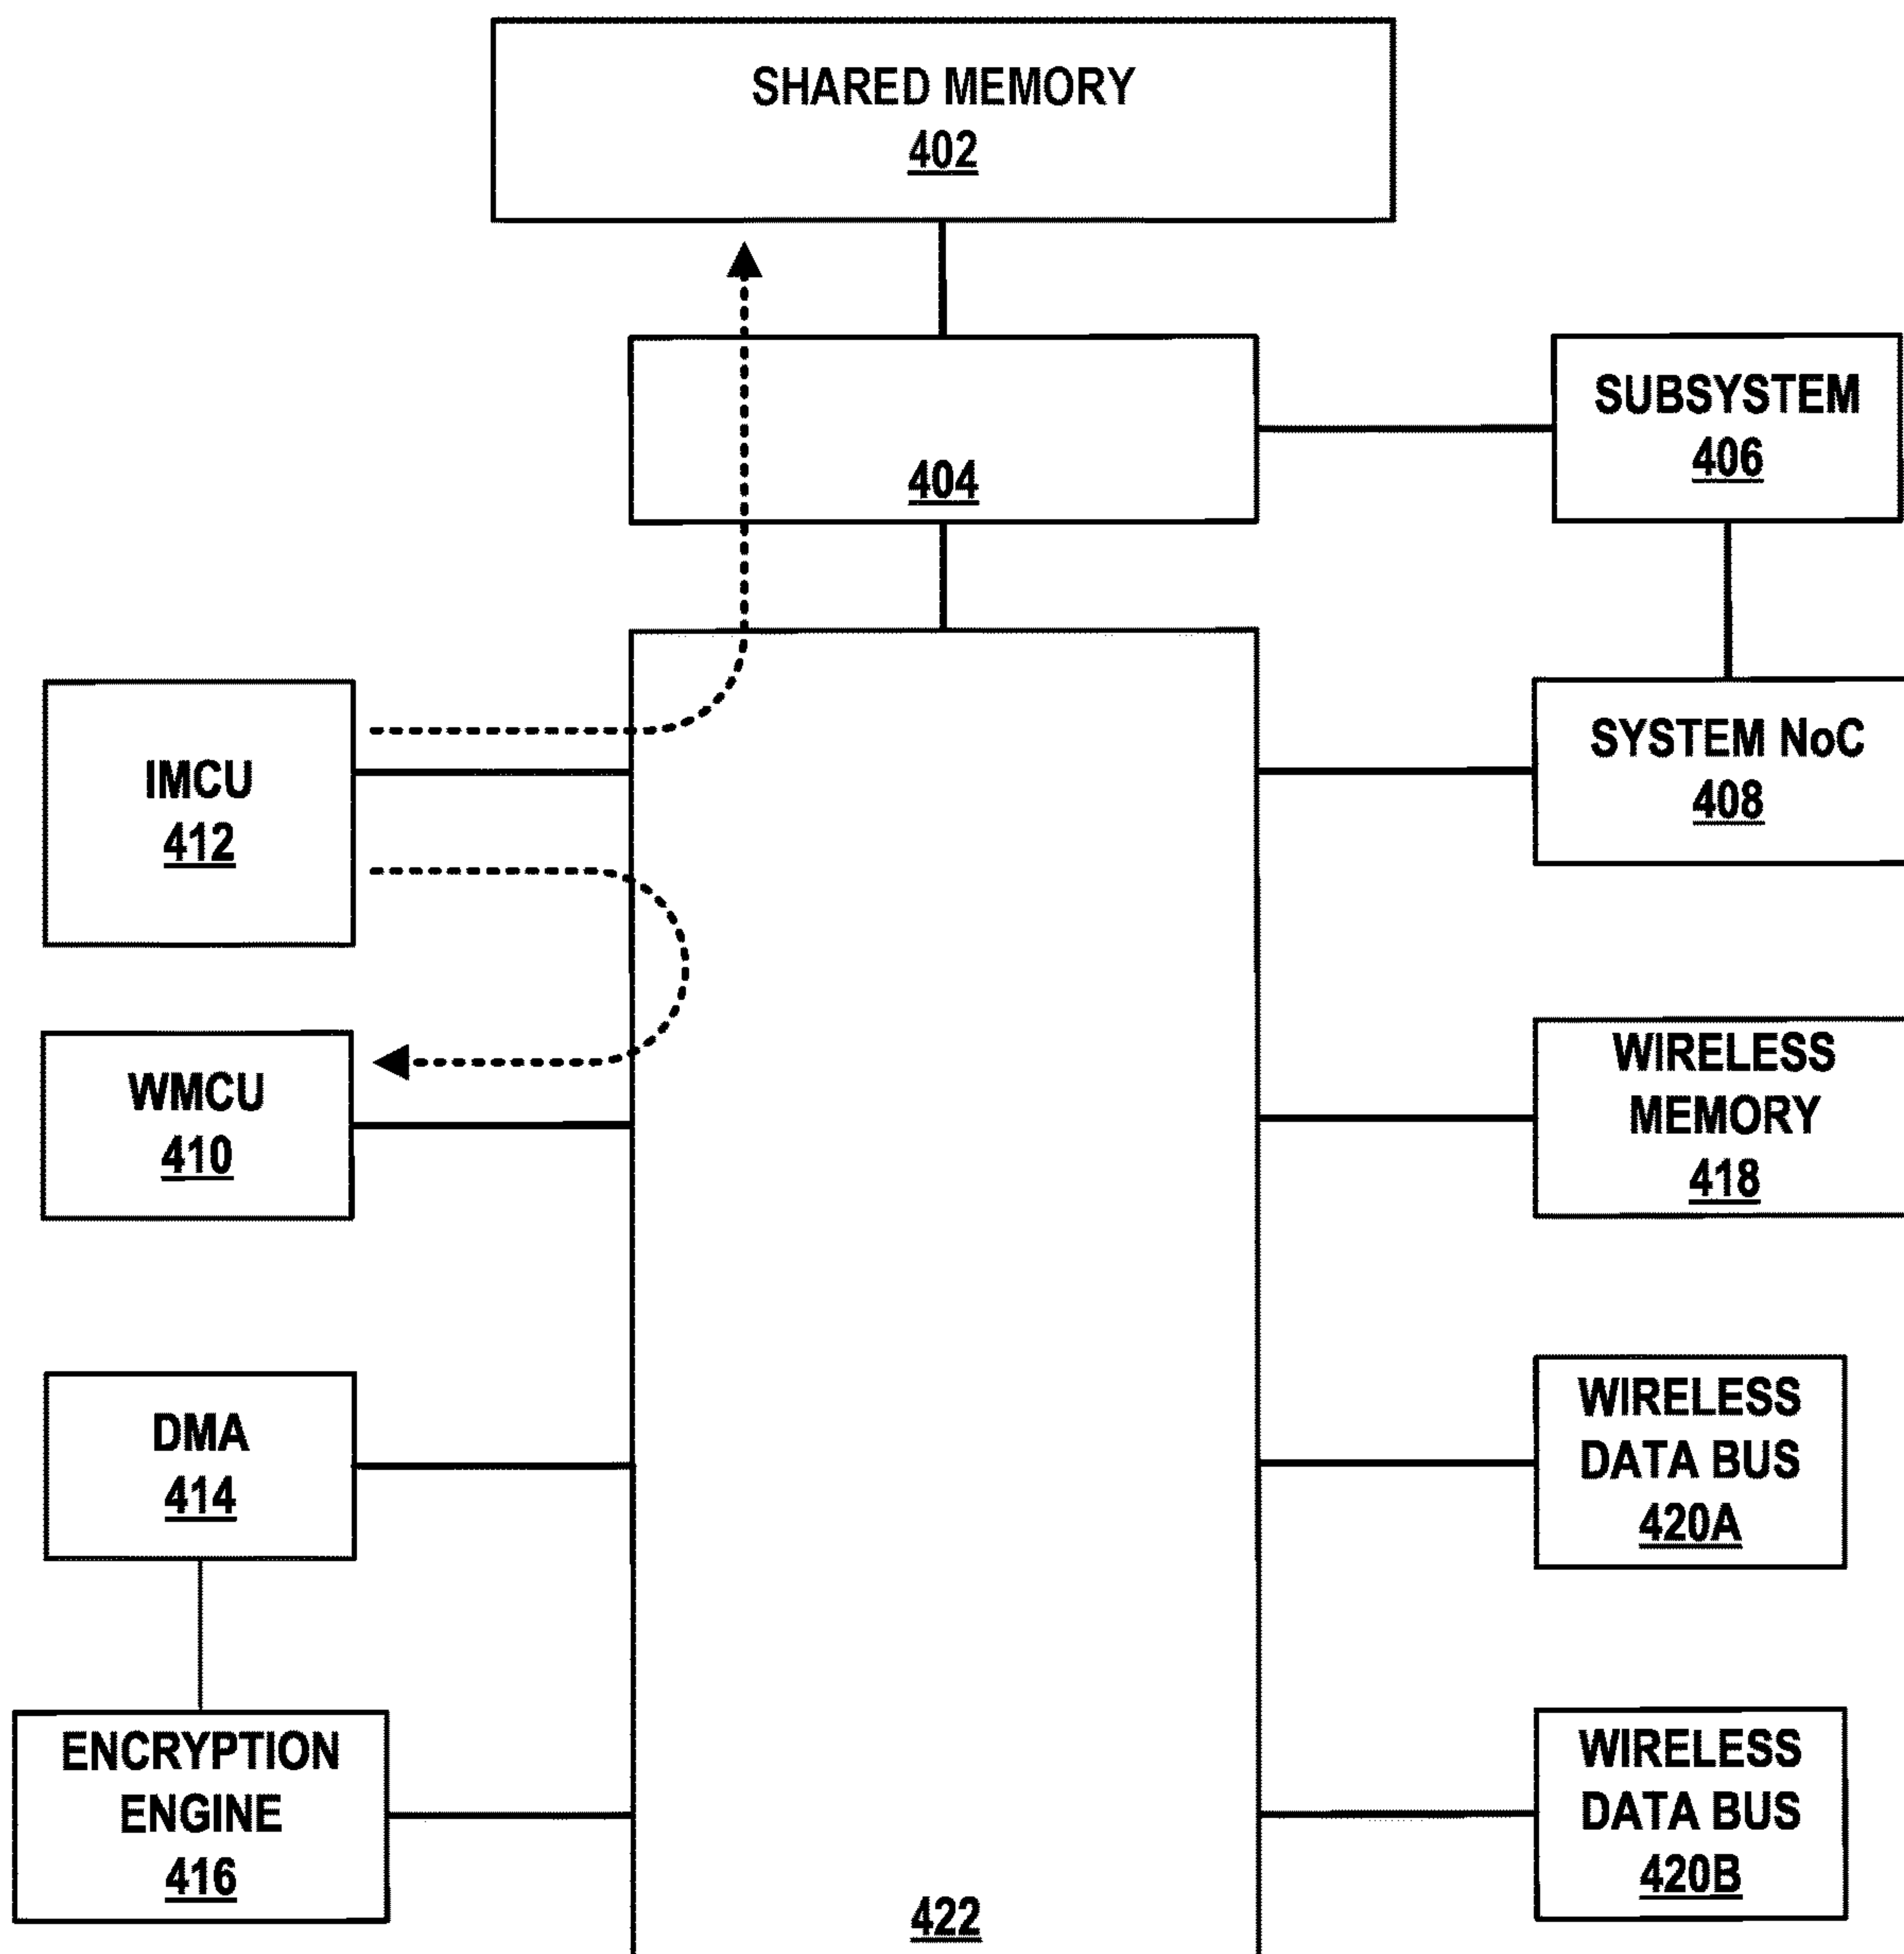 SHARED MEMORY
402
404
SUBSYSTEM
406
SYSTEM NoC
408
IMCU
412
WMCU
410
WIRELESS
MEMORY
418
DMA
414
WIRELESS
DATA BUS
420A
ENCRYPTION
ENGINE
416
WIRELESS
DATA BUS
420B
422